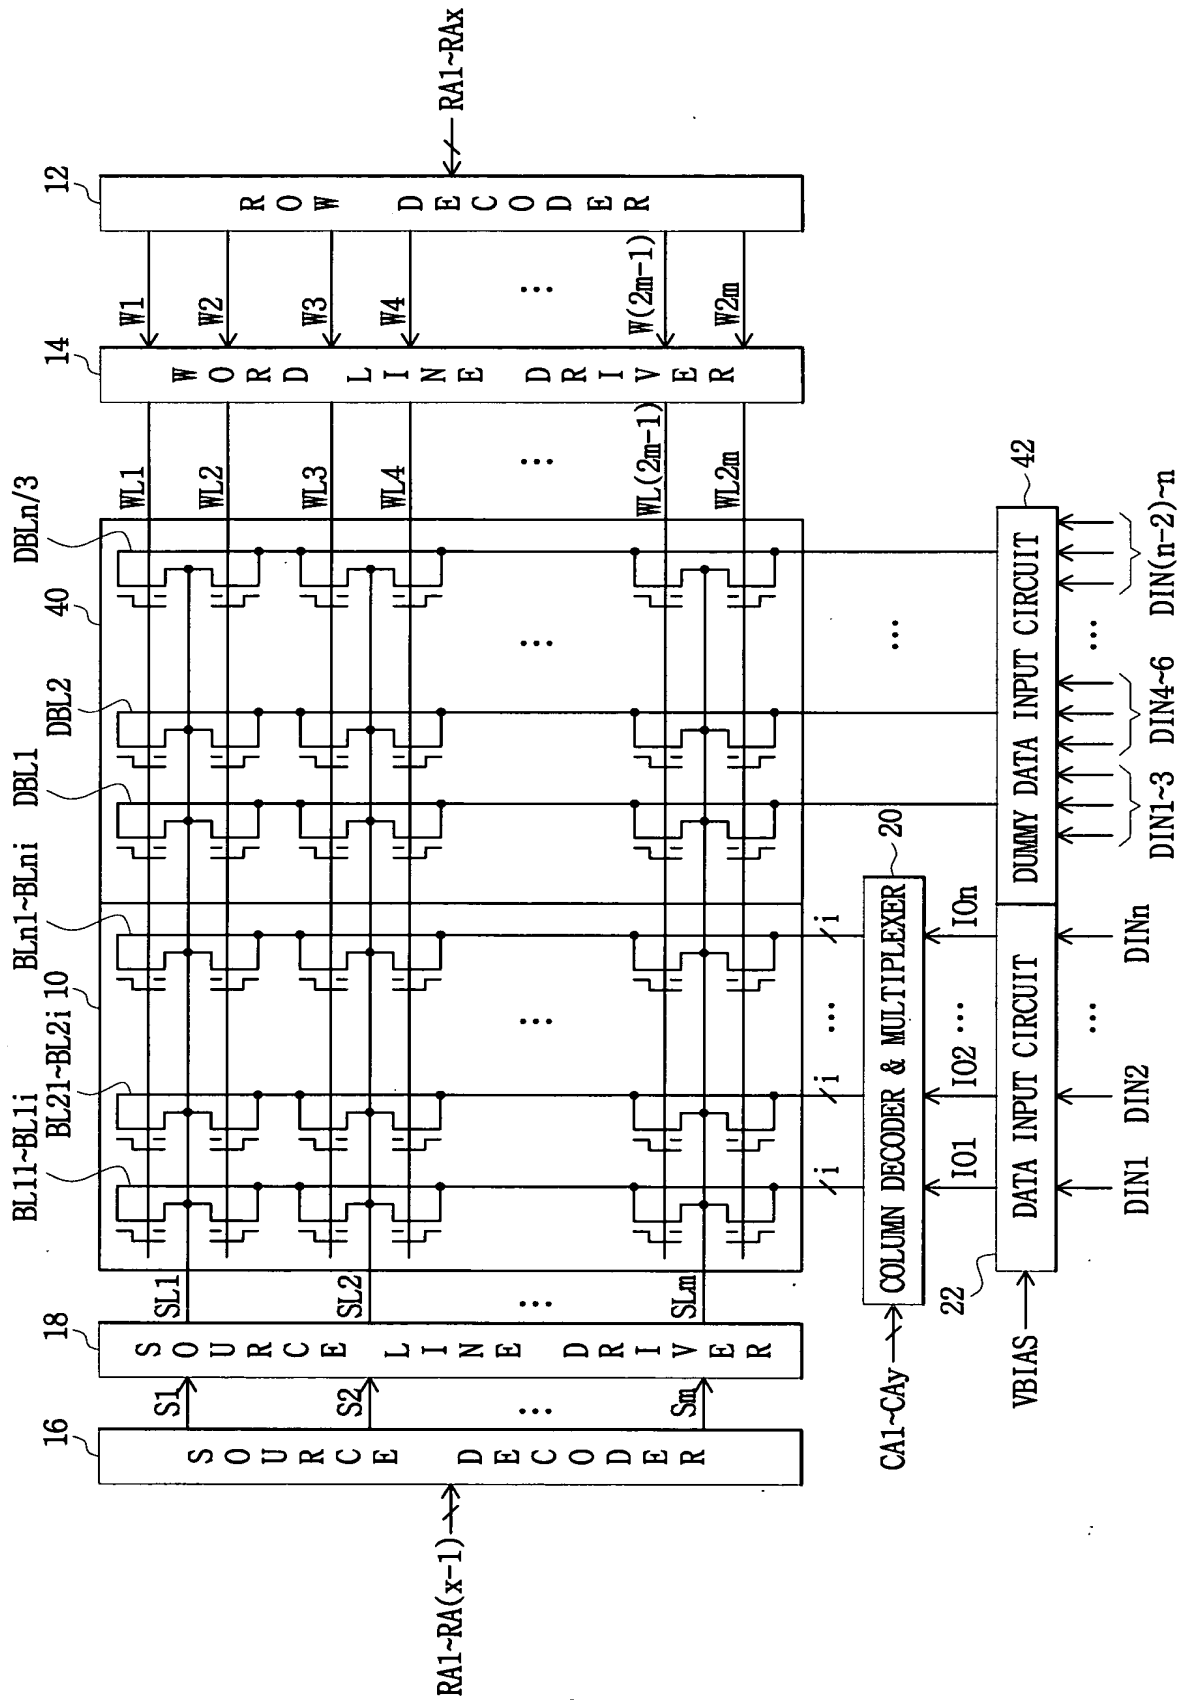 12
RA1~RAx
ROW DECODER
W1
W2
W3
W4
...
W(2m-1)
W2m
14
WORD LINE DRIVER
WL1
WL2
WL3
WL4
...
WL(2m-1)
WL2m
DBLn/3
40
DBL2
DBL1
BLn1~BLni
10
BL21~BL2i
BL11~BL1i
...
...
SL1
SL2
...
SLm
18
SOURCE LINE DRIVER
S1
S2
...
Sm
16
SOURCE DECODER
RA1~RA(x-1)
i
i
...
i
...
20
COLUMN DECODER & MULTIPLEXER
CA1~CAy
IO1
IO2
...
IOn
22
DATA INPUT CIRCUIT
VBIAS
42
DUMMY DATA INPUT CIRCUIT
DIN1
DIN2
...
DINn
DIN1~3
DIN4~6
...
DIN(n-2)~n